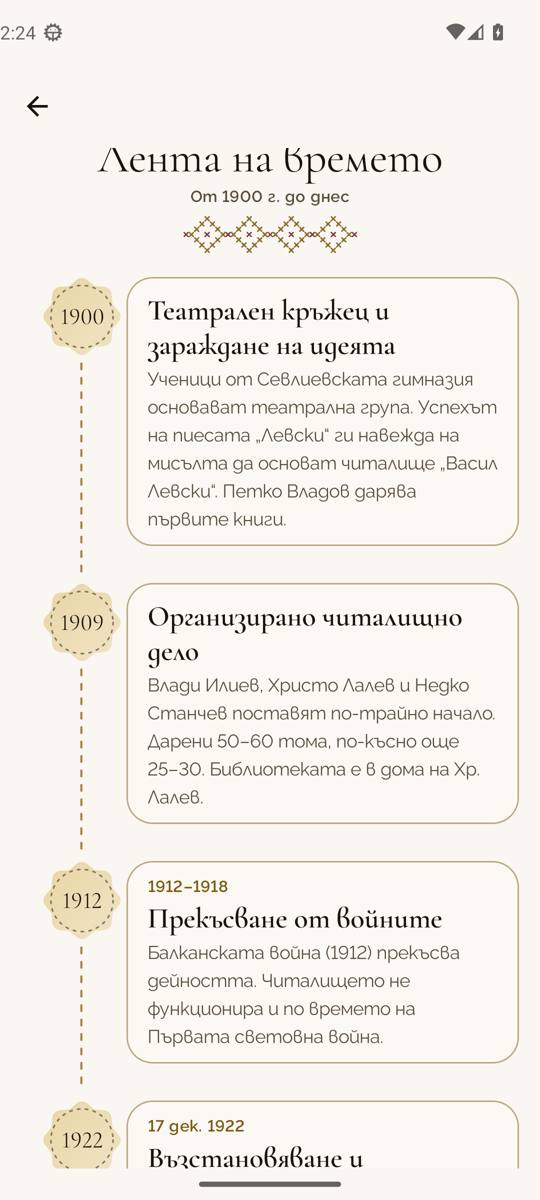 2:24
Лента на времето
От 1900 г. до днес
1900
Театрален кръжец и
зараждане на идеята
Ученици от Севлиевската гимназия
основават театрална група. Успехът
на пиесата „Левски“ ги навежда на
мисълта да основат читалище „Васил
Левски“. Петко Владов дарява
първите книги.
1909
Организирано читалищно
дело
Влади Илиев, Христо Лалев и Недко
Станчев поставят по-трайно начало.
Дарени 50–60 тома, по-късно още
25–30. Библиотеката е в дома на Хр.
Лалев.
1912
1912–1918
Прекъсване от войните
Балканската война (1912) прекъсва
дейността. Читалището не
функционира и по времето на
Първата световна война.
1922
17 дек. 1922
Възстановяване и